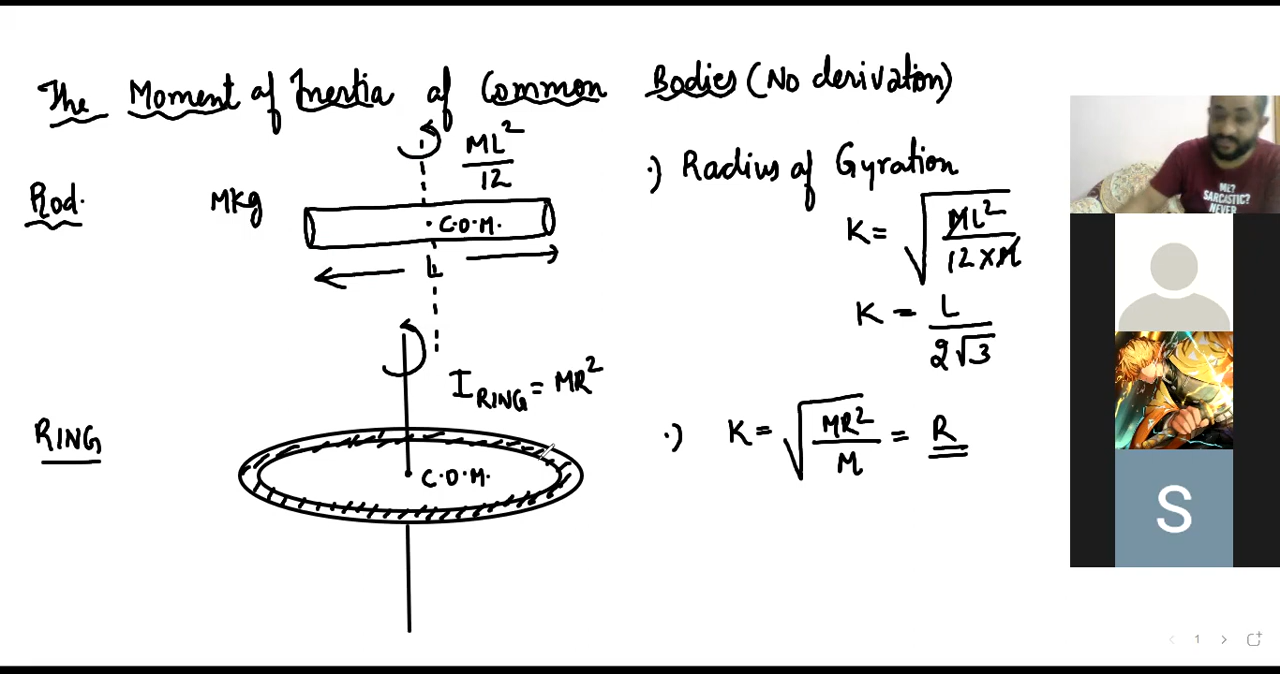 The Moment of Inertia of Common Bodies (No derivation)
Rod.
MKg
ML²/12
C.O.M.
L
·) Radius of Gyration
K = √(ML²/(12×M))
K = L/(2√3)
RING
I_RING = MR²
C.O.M.
·) K = √(MR²/M) = R
ME?
SARCASTIC?
NEVER
S
1